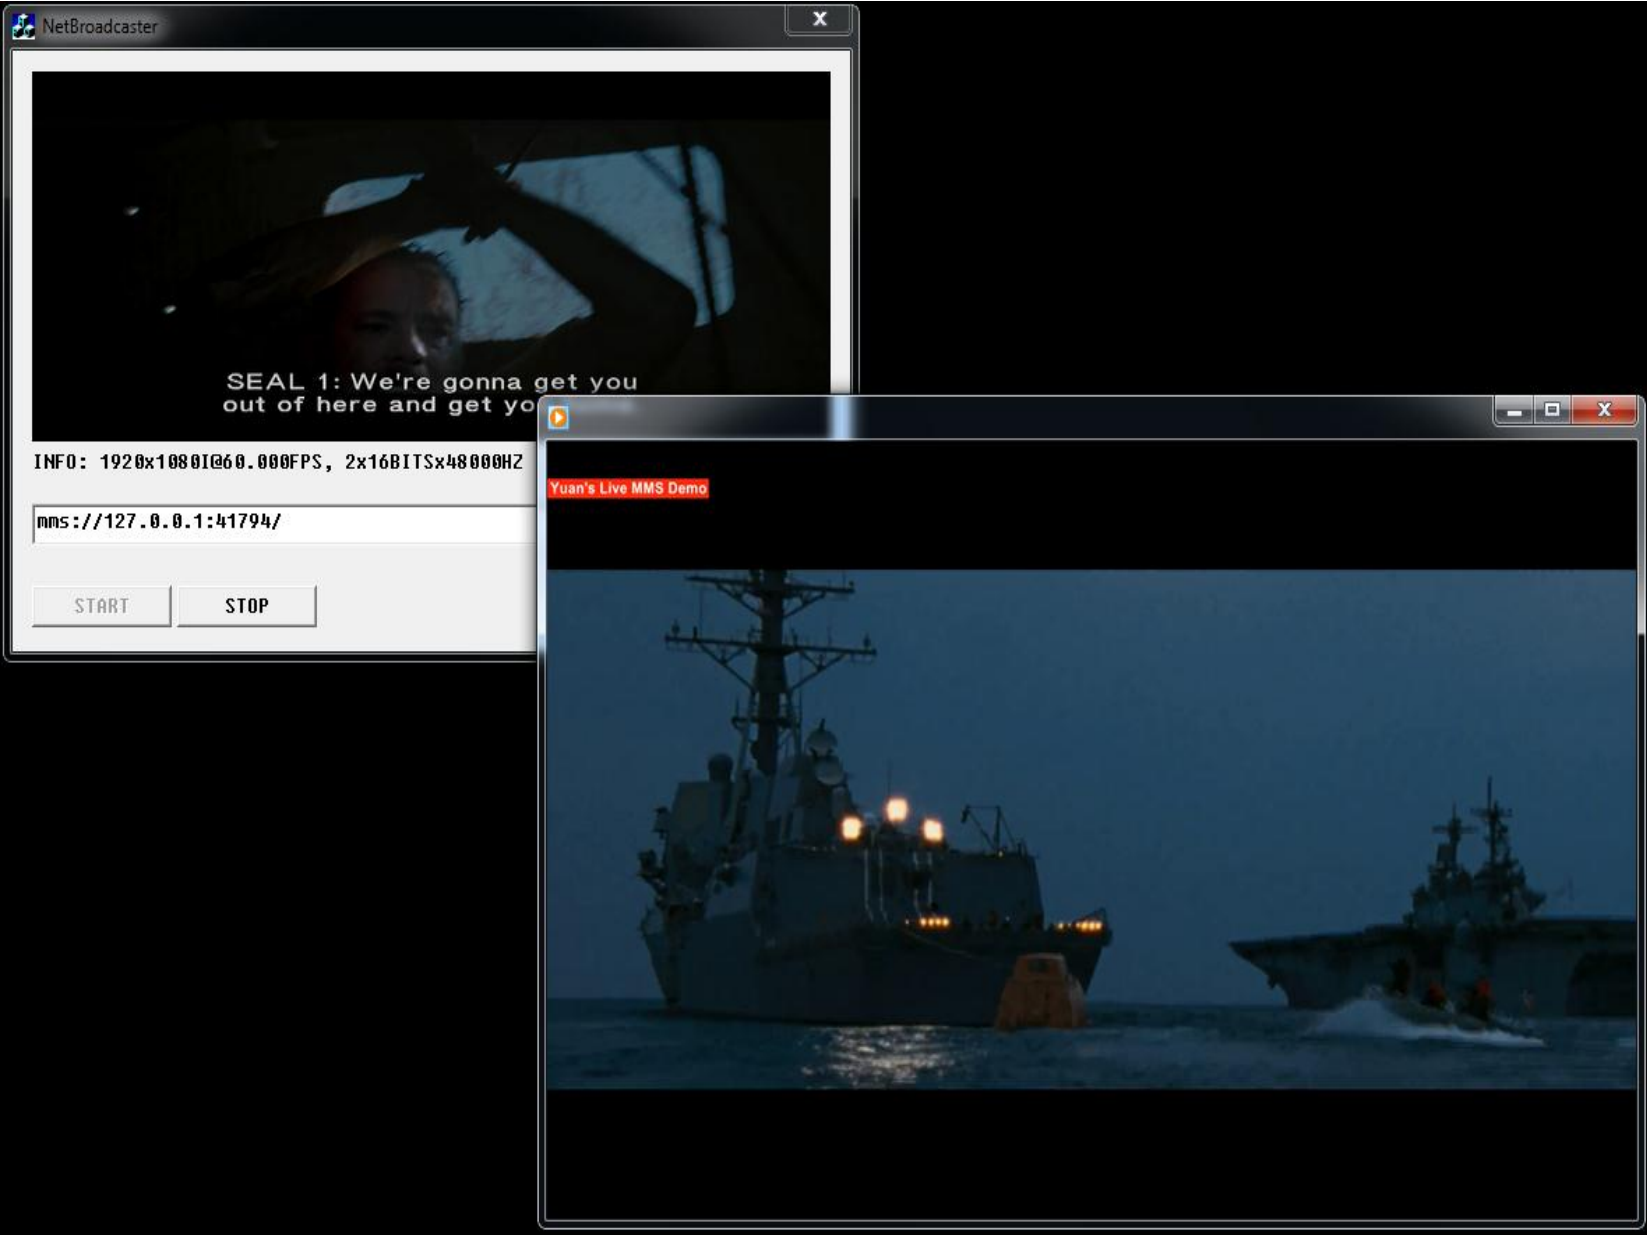 NetBroadcaster
SEAL 1: We're gonna get you
out of here and get yo
INFO: 1920x1080I@60.000FPS, 2x16BITSx48000HZ
Yuan's Live MMS Demo
mms://127.0.0.1:41794/
START
STOP